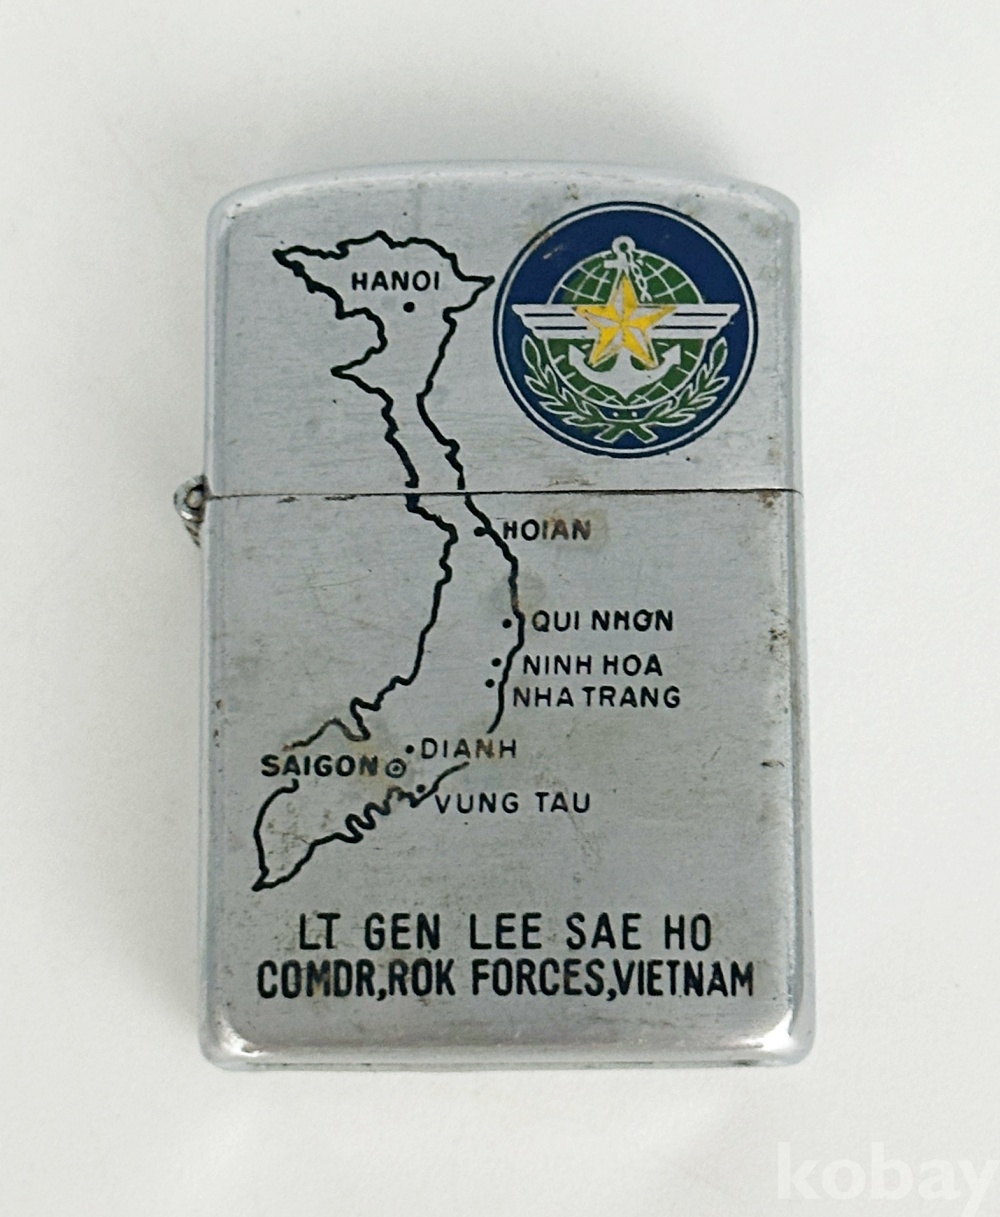 HANOI
HOIAN
QUI NHON
NINH HOA
NHA TRANG
DIANH
SAIGON
VUNG TAU
LT GEN LEE SAE HO
COMDR,ROK FORCES,VIETNAM
kobay